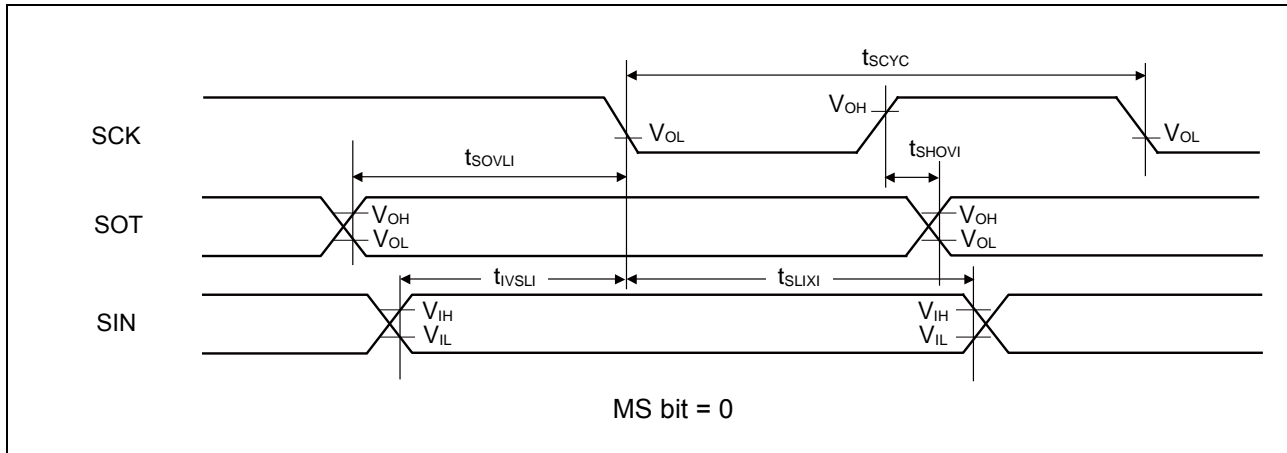 tSCYC
SCK
VOH
VOL
VOL
tSOVLI
tSHOVI
SOT
VOH
VOL
VOH
VOL
tIVSLI
tSLIXI
SIN
VIH
VIL
VIH
VIL
MS bit = 0